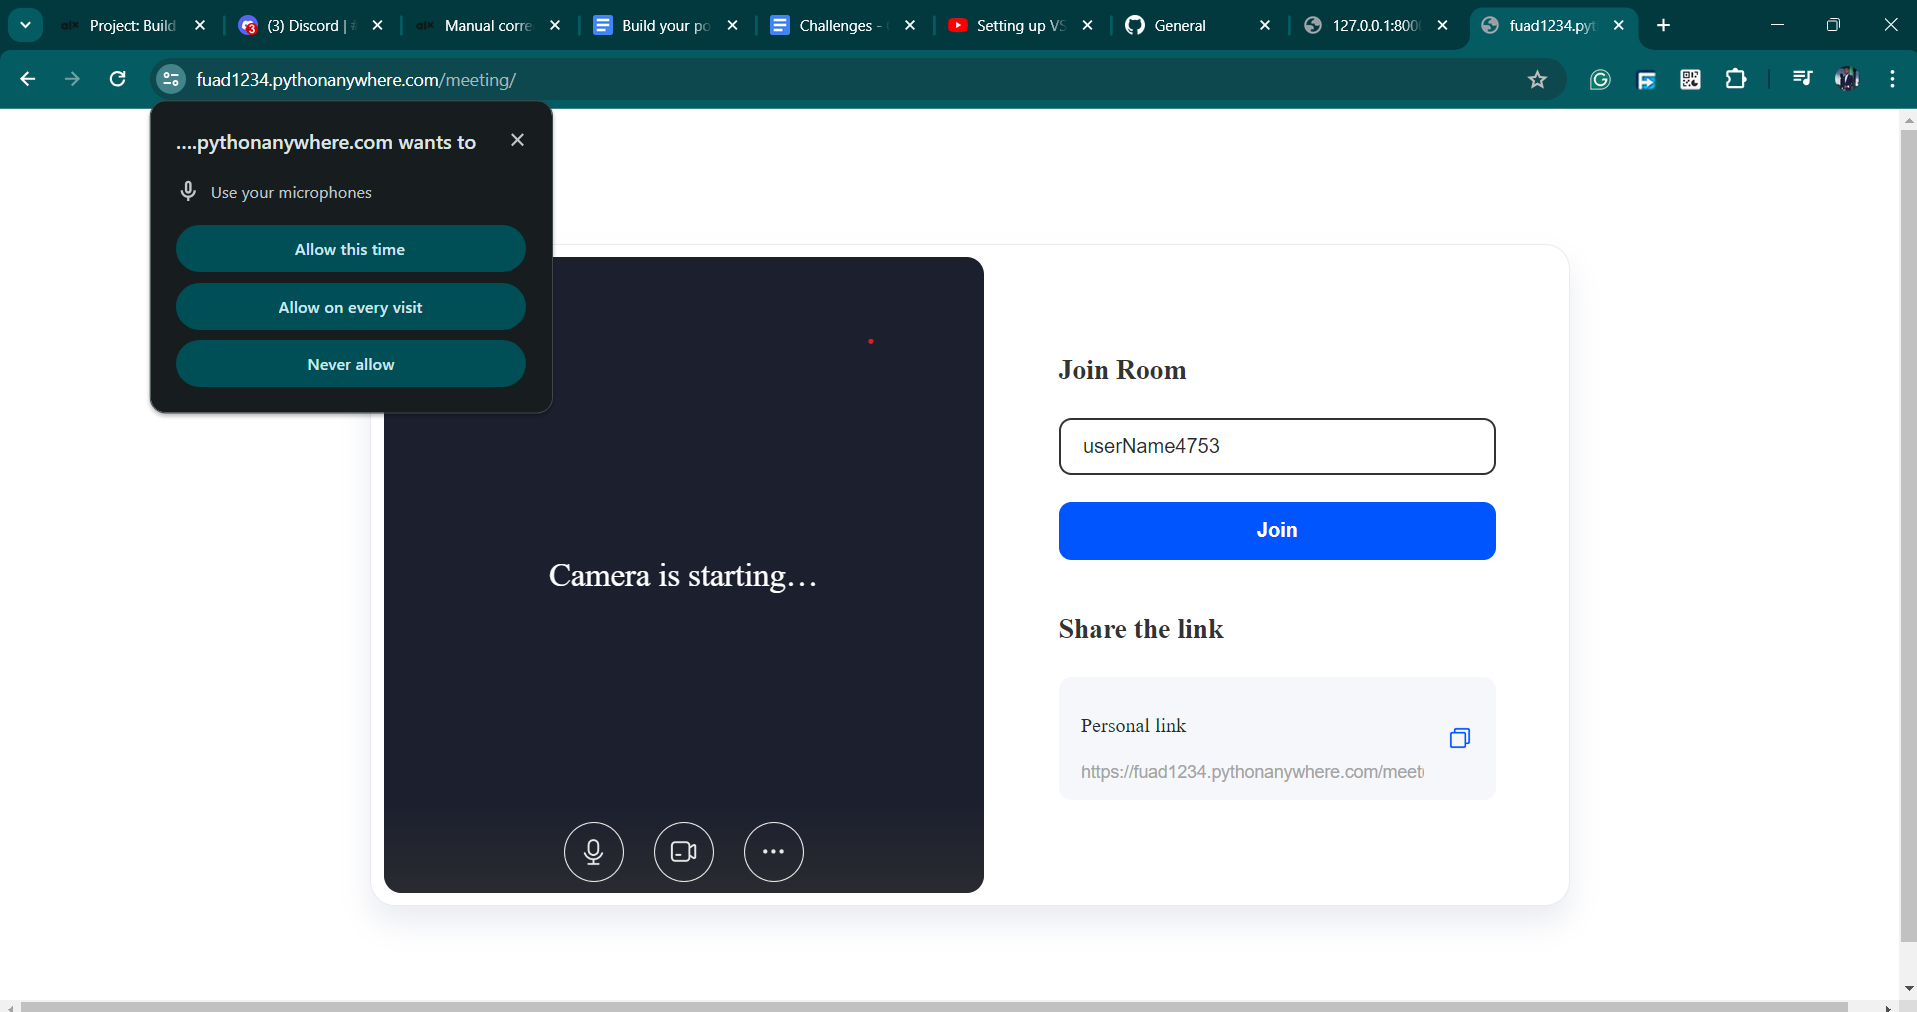 Project: Build
(3) Discord |
Manual corre
Build your po
Challenges -
Setting up VS
General
127.0.0.1:800
fuad1234.pyt
fuad1234.pythonanywhere.com/meeting/
....pythonanywhere.com wants to
Use your microphones
Allow this time
Allow on every visit
Never allow
Camera is starting…
Join Room
userName4753
Join
Share the link
Personal link
https://fuad1234.pythonanywhere.com/meet